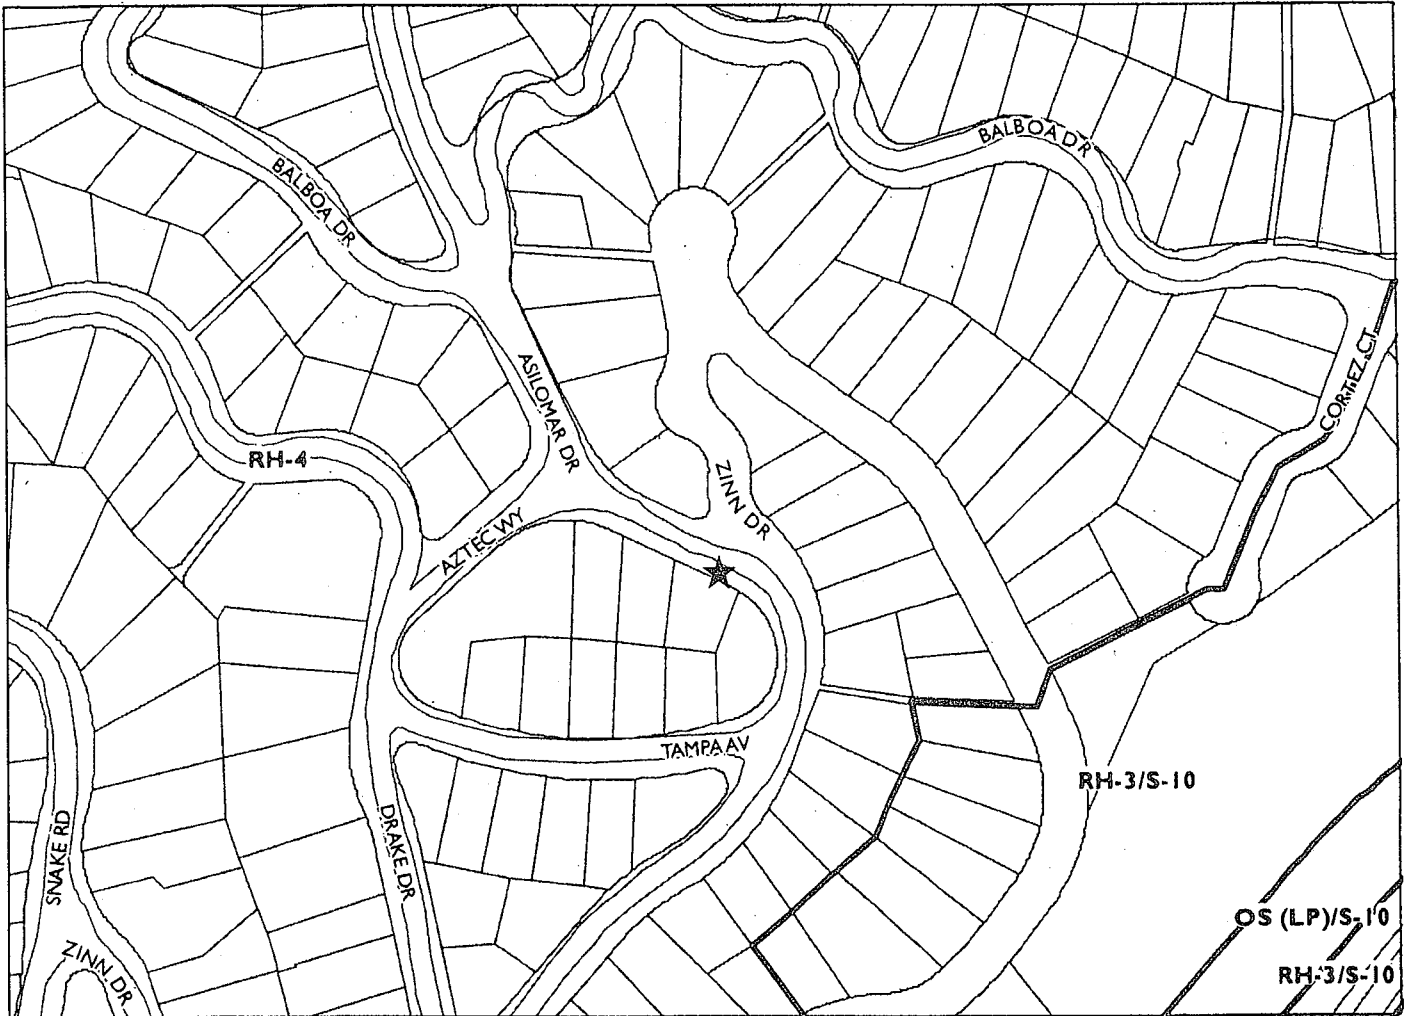 BALBOA DR
BALBOA DR
CORTEZ CT
ASILOMAR DR
RH-4
ZINN DR
AZTEC WY
TAMPA AV
RH-3/S-10
DRAKE DR
SNAKE RD
OS (LP)/S-10
ZINN DR
RH-3/S-10